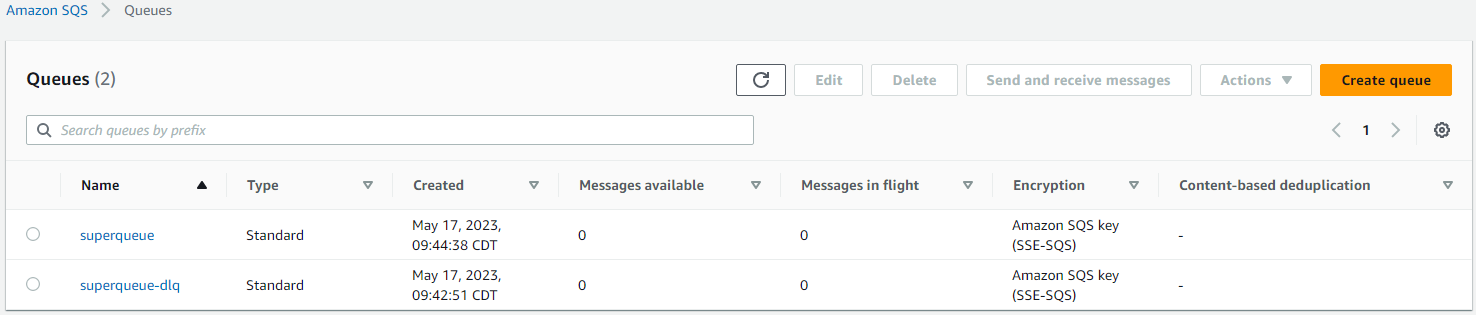 Amazon SQS > Queues
Queues (2) Edit Delete Send and receive messages Actions Create queue
Search queues by prefix 1
Name Type Created Messages available Messages in flight Encryption Content-based deduplication
superqueue Standard May 17, 2023, 09:44:38 CDT 0 0 Amazon SQS key (SSE-SQS) -
superqueue-dlq Standard May 17, 2023, 09:42:51 CDT 0 0 Amazon SQS key (SSE-SQS) -